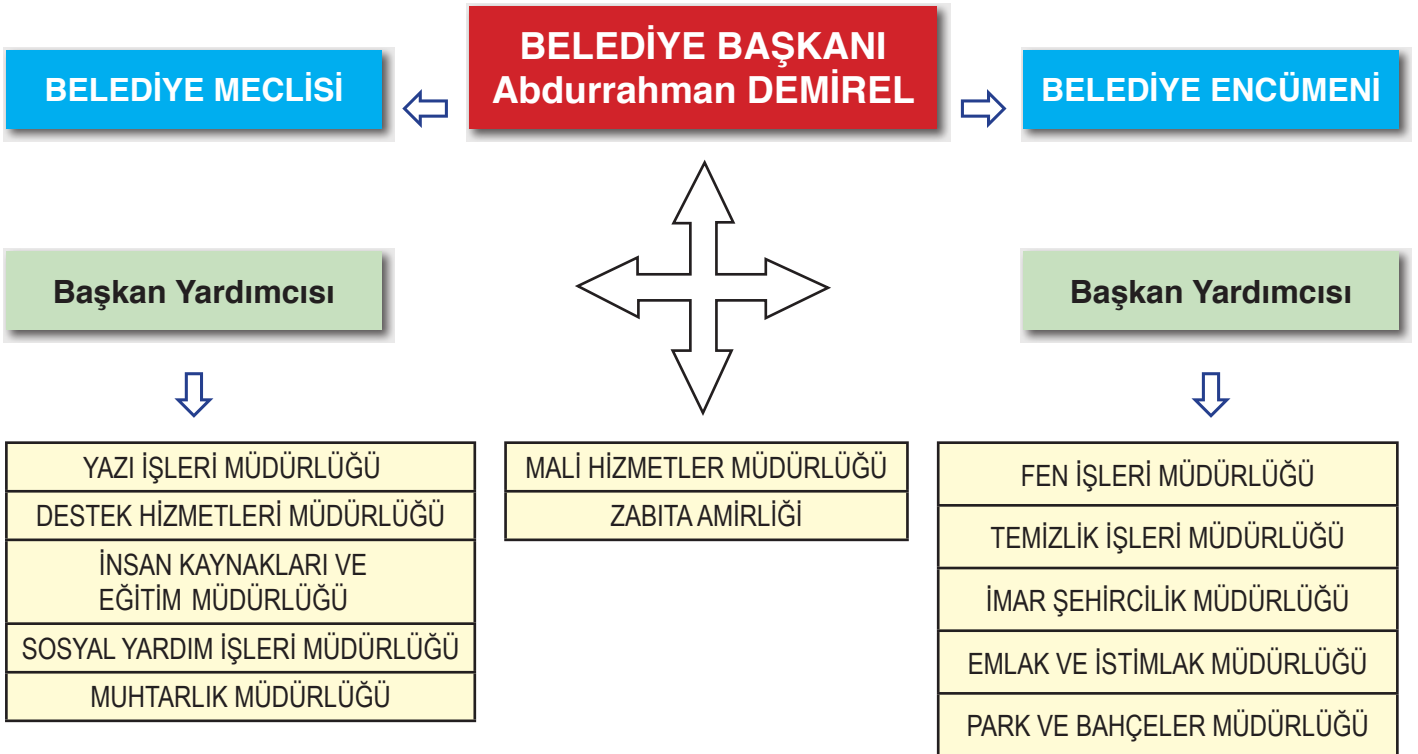 BELEDİYE BAŞKANI
Abdurrahman DEMİREL
BELEDİYE MECLİSİ
BELEDİYE ENCÜMENİ
Başkan Yardımcısı
Başkan Yardımcısı
YAZI İŞLERİ MÜDÜRLÜĞÜ
DESTEK HİZMETLERİ MÜDÜRLÜĞÜ
İNSAN KAYNAKLARI VE
EĞİTİM MÜDÜRLÜĞÜ
SOSYAL YARDIM İŞLERİ MÜDÜRLÜĞÜ
MUHTARLIK MÜDÜRLÜĞÜ
MALİ HİZMETLER MÜDÜRLÜĞÜ
ZABITA AMİRLİĞİ
FEN İŞLERİ MÜDÜRLÜĞÜ
TEMİZLİK İŞLERİ MÜDÜRLÜĞÜ
İMAR ŞEHİRCİLİK MÜDÜRLÜĞÜ
EMLAK VE İSTİMLAK MÜDÜRLÜĞÜ
PARK VE BAHÇELER MÜDÜRLÜĞÜ